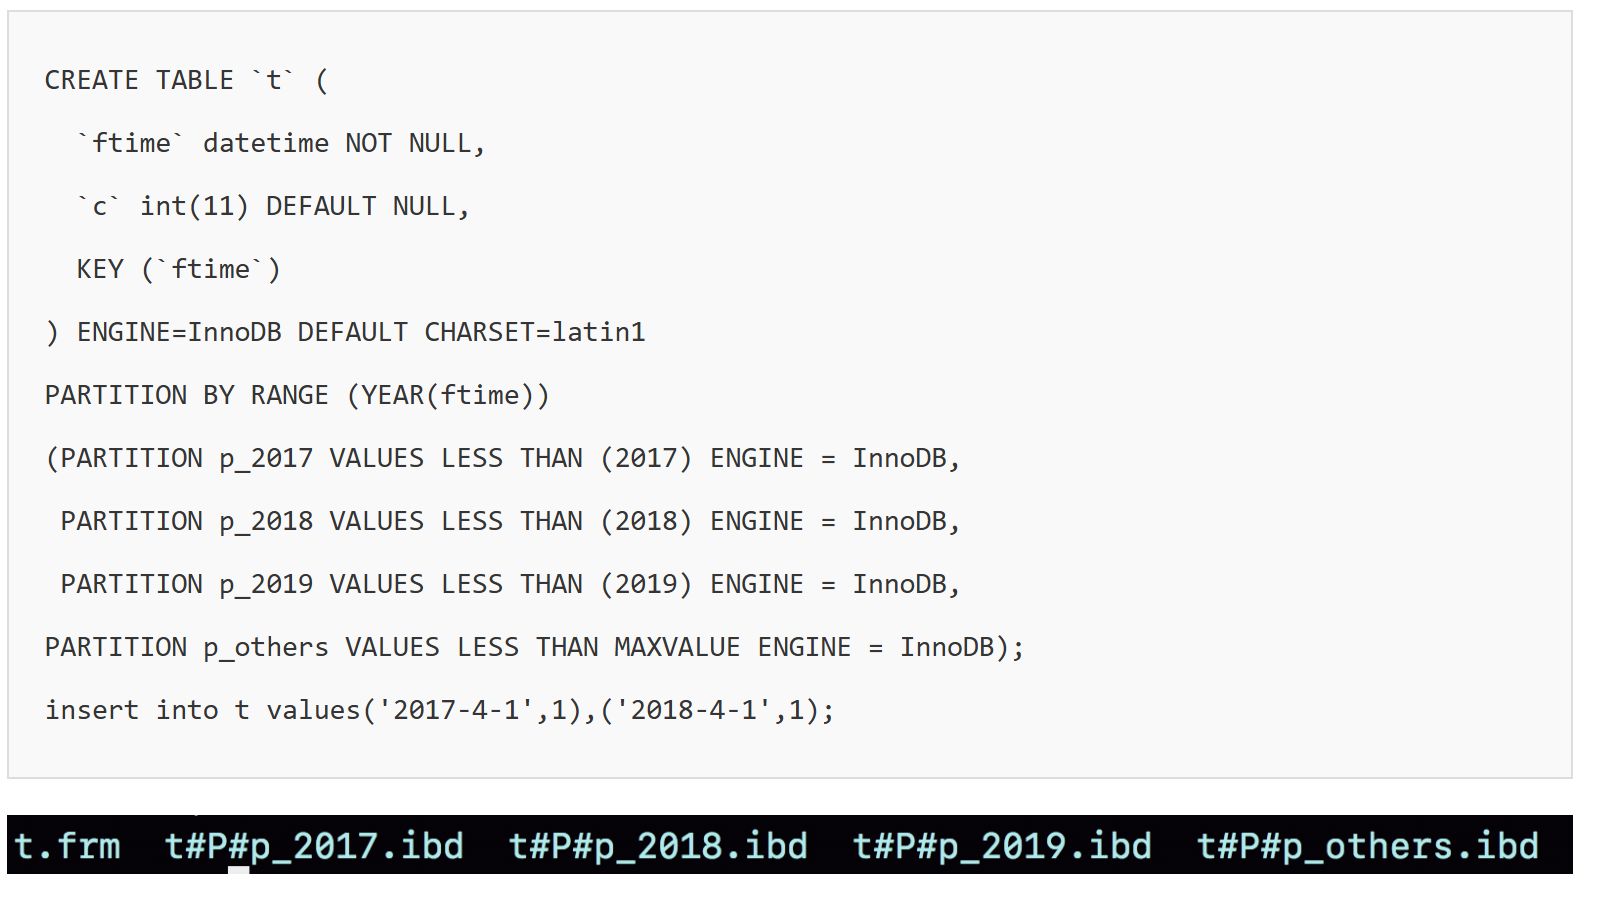 CREATE TABLE `t` (
  `ftime` datetime NOT NULL,
  `c` int(11) DEFAULT NULL,
  KEY (`ftime`)
) ENGINE=InnoDB DEFAULT CHARSET=latin1
PARTITION BY RANGE (YEAR(ftime))
(PARTITION p_2017 VALUES LESS THAN (2017) ENGINE = InnoDB,
 PARTITION p_2018 VALUES LESS THAN (2018) ENGINE = InnoDB,
 PARTITION p_2019 VALUES LESS THAN (2019) ENGINE = InnoDB,
PARTITION p_others VALUES LESS THAN MAXVALUE ENGINE = InnoDB);
insert into t values('2017-4-1',1),('2018-4-1',1);
t.frm  t#P#p_2017.ibd  t#P#p_2018.ibd  t#P#p_2019.ibd  t#P#p_others.ibd